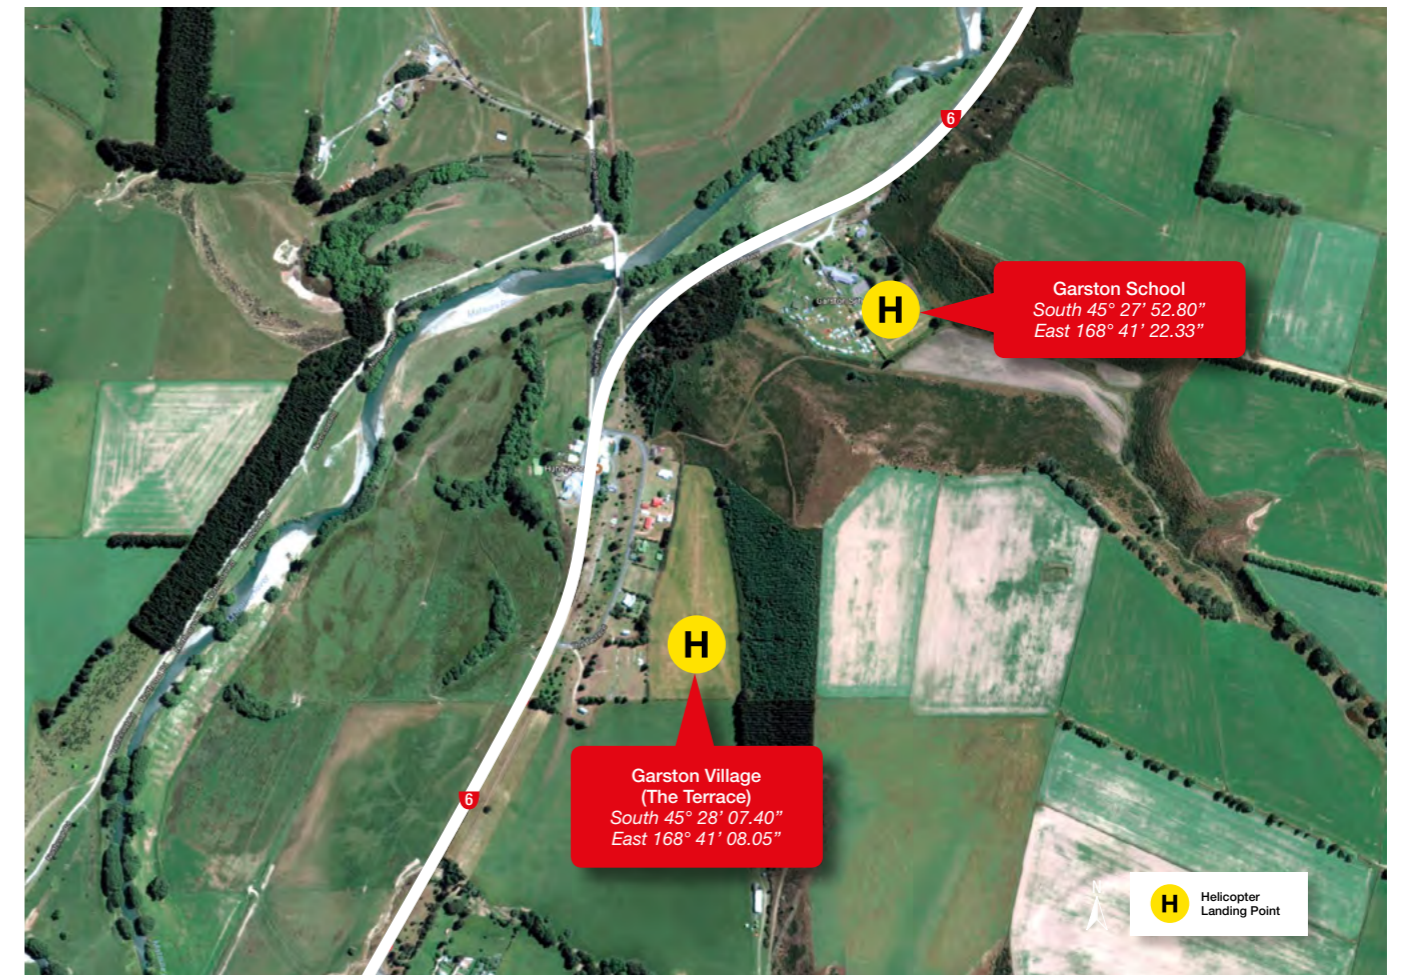 6
Garston School
South 45° 27’ 52.80”
East 168° 41’ 22.33”
H
H
Garston Village
(The Terrace)
South 45° 28’ 07.40”
East 168° 41’ 08.05”
6
N
H
Helicopter
Landing Point